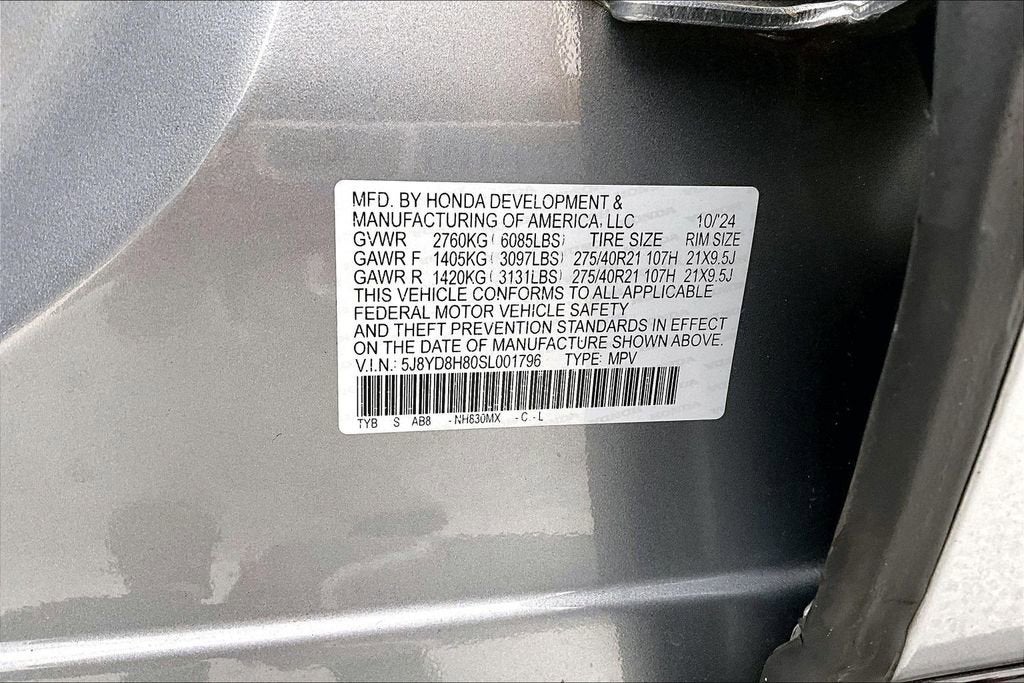 MFD. BY HONDA DEVELOPMENT &
MANUFACTURING OF AMERICA, LLC 10/'24
GVWR 2760KG ( 6085LBS) TIRE SIZE RIM SIZE
GAWR F 1405KG ( 3097LBS) 275/40R21 107H 21X9.5J
GAWR R 1420KG ( 3131LBS) 275/40R21 107H 21X9.5J
THIS VEHICLE CONFORMS TO ALL APPLICABLE
FEDERAL MOTOR VEHICLE SAFETY
AND THEFT PREVENTION STANDARDS IN EFFECT
ON THE DATE OF MANUFACTURE SHOWN ABOVE.
V.I.N.: 5J8YD8H80SL001796 TYPE: MPV
TYB S AB8 -NH830MX -C -L